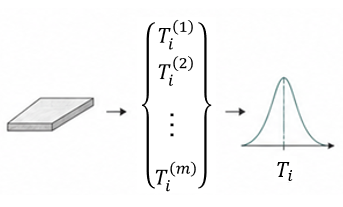 T_i^{(1)}
T_i^{(2)}
⋮
T_i^{(m)}
T_i